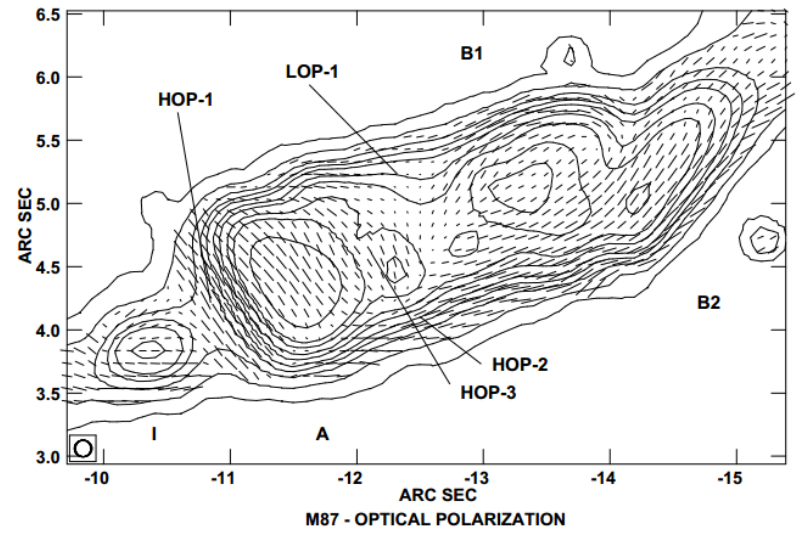 6.5
B1
6.0
LOP-1
HOP-1
5.5
5.0
ARC SEC
4.5
B2
4.0
HOP-2
HOP-3
3.5
I
A
3.0
-10 -11 -12 -13 -14 -15
ARC SEC
M87 - OPTICAL POLARIZATION